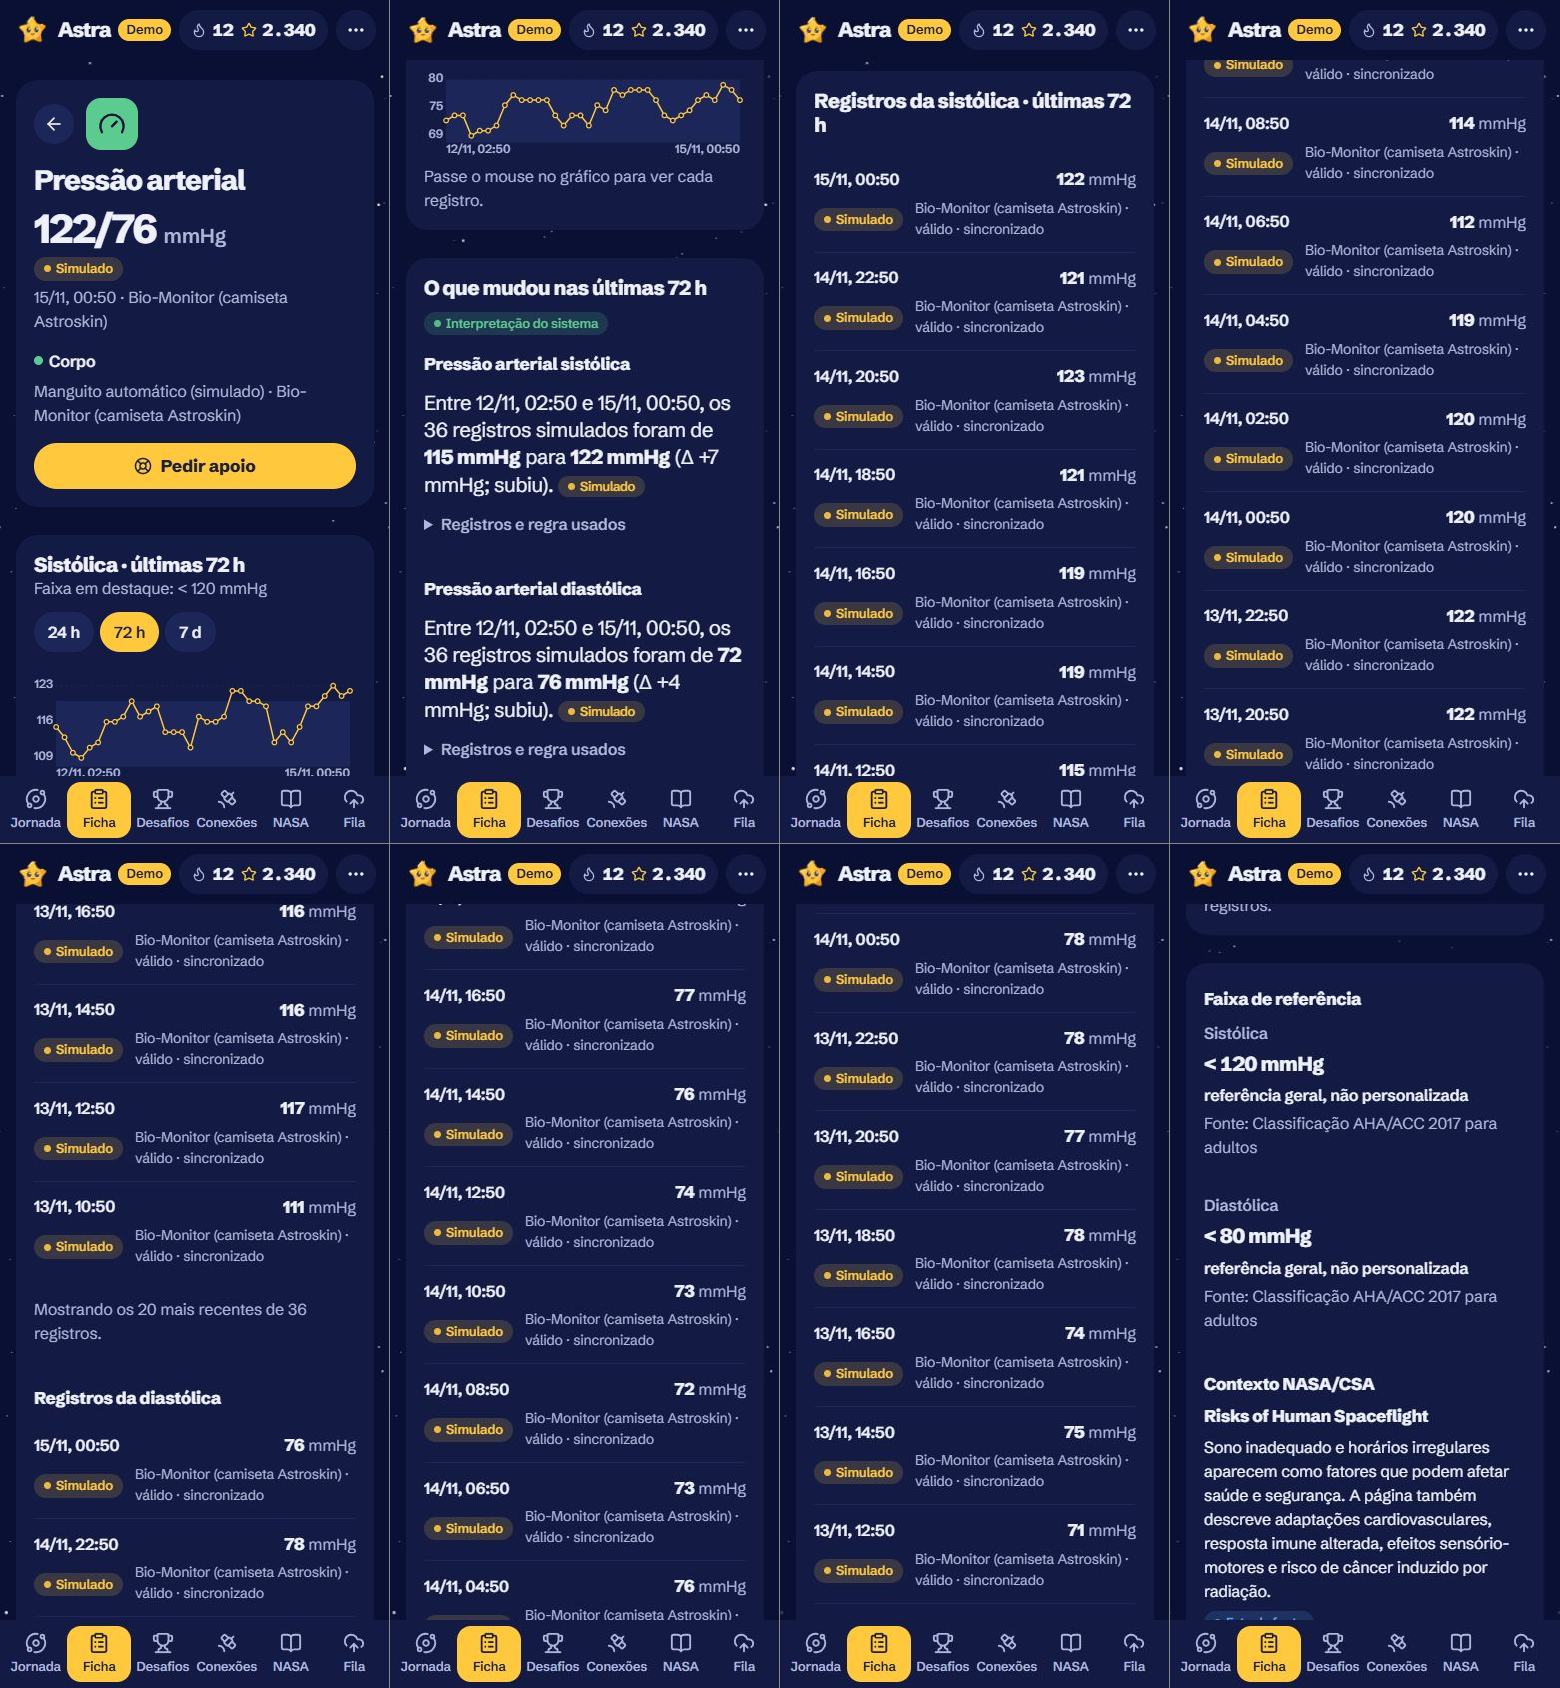 Astra Demo 12 2.340 ...
Pressão arterial
122/76 mmHg
Simulado
15/11, 00:50 · Bio-Monitor (camiseta
Astroskin)
Corpo
Manguito automático (simulado) · Bio-
Monitor (camiseta Astroskin)
Pedir apoio
Sistólica · últimas 72 h
Faixa em destaque: < 120 mmHg
24 h 72 h 7 d
123
116
109
12/11, 02:50 15/11, 00:50
Jornada Ficha Desafios Conexões NASA Fila
Astra Demo 12 2.340 ...
80
75
69
12/11, 02:50 15/11, 00:50
Passe o mouse no gráfico para ver cada
registro.
O que mudou nas últimas 72 h
Interpretação do sistema
Pressão arterial sistólica
Entre 12/11, 02:50 e 15/11, 00:50, os
36 registros simulados foram de
115 mmHg para 122 mmHg (Δ +7
mmHg; subiu). Simulado
Registros e regra usados
Pressão arterial diastólica
Entre 12/11, 02:50 e 15/11, 00:50, os
36 registros simulados foram de 72
mmHg para 76 mmHg (Δ +4
mmHg; subiu). Simulado
Registros e regra usados
Jornada Ficha Desafios Conexões NASA Fila
Astra Demo 12 2.340 ...
Registros da sistólica · últimas 72
h
15/11, 00:50 122 mmHg
Simulado Bio-Monitor (camiseta Astroskin) ·
válido · sincronizado
14/11, 22:50 121 mmHg
Simulado Bio-Monitor (camiseta Astroskin) ·
válido · sincronizado
14/11, 20:50 123 mmHg
Simulado Bio-Monitor (camiseta Astroskin) ·
válido · sincronizado
14/11, 18:50 121 mmHg
Simulado Bio-Monitor (camiseta Astroskin) ·
válido · sincronizado
14/11, 16:50 119 mmHg
Simulado Bio-Monitor (camiseta Astroskin) ·
válido · sincronizado
14/11, 14:50 119 mmHg
Simulado Bio-Monitor (camiseta Astroskin) ·
válido · sincronizado
14/11, 12:50 115 mmHg
Jornada Ficha Desafios Conexões NASA Fila
Astra Demo 12 2.340 ...
Simulado válido · sincronizado
14/11, 08:50 114 mmHg
Simulado Bio-Monitor (camiseta Astroskin) ·
válido · sincronizado
14/11, 06:50 112 mmHg
Simulado Bio-Monitor (camiseta Astroskin) ·
válido · sincronizado
14/11, 04:50 119 mmHg
Simulado Bio-Monitor (camiseta Astroskin) ·
válido · sincronizado
14/11, 02:50 120 mmHg
Simulado Bio-Monitor (camiseta Astroskin) ·
válido · sincronizado
14/11, 00:50 120 mmHg
Simulado Bio-Monitor (camiseta Astroskin) ·
válido · sincronizado
13/11, 22:50 122 mmHg
Simulado Bio-Monitor (camiseta Astroskin) ·
válido · sincronizado
13/11, 20:50 122 mmHg
Simulado Bio-Monitor (camiseta Astroskin) ·
válido · sincronizado
Jornada Ficha Desafios Conexões NASA Fila
Astra Demo 12 2.340 ...
13/11, 16:50 116 mmHg
Simulado Bio-Monitor (camiseta Astroskin) ·
válido · sincronizado
13/11, 14:50 116 mmHg
Simulado Bio-Monitor (camiseta Astroskin) ·
válido · sincronizado
13/11, 12:50 117 mmHg
Simulado Bio-Monitor (camiseta Astroskin) ·
válido · sincronizado
13/11, 10:50 111 mmHg
Simulado Bio-Monitor (camiseta Astroskin) ·
válido · sincronizado
Mostrando os 20 mais recentes de 36
registros.
Registros da diastólica
15/11, 00:50 76 mmHg
Simulado Bio-Monitor (camiseta Astroskin) ·
válido · sincronizado
14/11, 22:50 78 mmHg
Simulado Bio-Monitor (camiseta Astroskin) ·
válido · sincronizado
Jornada Ficha Desafios Conexões NASA Fila
Astra Demo 12 2.340 ...
Simulado Bio-Monitor (camiseta Astroskin) ·
válido · sincronizado
14/11, 16:50 77 mmHg
Simulado Bio-Monitor (camiseta Astroskin) ·
válido · sincronizado
14/11, 14:50 76 mmHg
Simulado Bio-Monitor (camiseta Astroskin) ·
válido · sincronizado
14/11, 12:50 74 mmHg
Simulado Bio-Monitor (camiseta Astroskin) ·
válido · sincronizado
14/11, 10:50 73 mmHg
Simulado Bio-Monitor (camiseta Astroskin) ·
válido · sincronizado
14/11, 08:50 72 mmHg
Simulado Bio-Monitor (camiseta Astroskin) ·
válido · sincronizado
14/11, 06:50 73 mmHg
Simulado Bio-Monitor (camiseta Astroskin) ·
válido · sincronizado
14/11, 04:50 76 mmHg
Bio-Monitor (camiseta Astroskin) ·
Jornada Ficha Desafios Conexões NASA Fila
Astra Demo 12 2.340 ...
14/11, 00:50 78 mmHg
Simulado Bio-Monitor (camiseta Astroskin) ·
válido · sincronizado
13/11, 22:50 78 mmHg
Simulado Bio-Monitor (camiseta Astroskin) ·
válido · sincronizado
13/11, 20:50 77 mmHg
Simulado Bio-Monitor (camiseta Astroskin) ·
válido · sincronizado
13/11, 18:50 78 mmHg
Simulado Bio-Monitor (camiseta Astroskin) ·
válido · sincronizado
13/11, 16:50 74 mmHg
Simulado Bio-Monitor (camiseta Astroskin) ·
válido · sincronizado
13/11, 14:50 75 mmHg
Simulado Bio-Monitor (camiseta Astroskin) ·
válido · sincronizado
13/11, 12:50 71 mmHg
Simulado Bio-Monitor (camiseta Astroskin) ·
válido · sincronizado
Jornada Ficha Desafios Conexões NASA Fila
Astra Demo 12 2.340 ...
registros.
Faixa de referência
Sistólica
< 120 mmHg
referência geral, não personalizada
Fonte: Classificação AHA/ACC 2017 para
adultos
Diastólica
< 80 mmHg
referência geral, não personalizada
Fonte: Classificação AHA/ACC 2017 para
adultos
Contexto NASA/CSA
Risks of Human Spaceflight
Sono inadequado e horários irregulares
aparecem como fatores que podem afetar
saúde e segurança. A página também
descreve adaptações cardiovasculares,
resposta imune alterada, efeitos sensório-
motores e risco de câncer induzido por
radiação.
Jornada Ficha Desafios Conexões NASA Fila